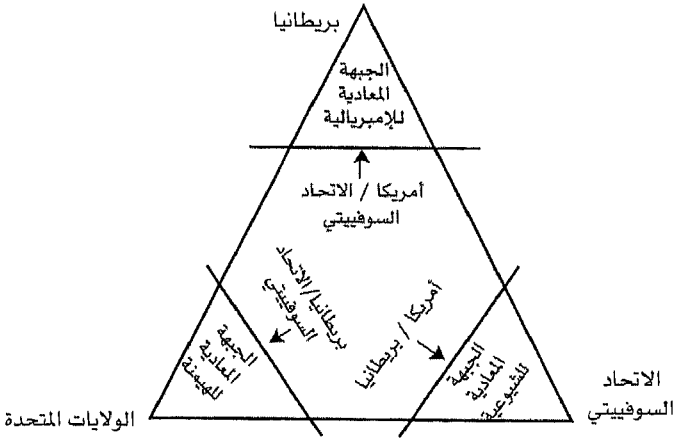 بريطانيا
الجبهة
المعادية
للإمبريالية
أمريكا / الاتحاد
السوفييتي
بريطانيا/الاتحاد
السوفييتي
أمريكا / بريطانيا
الجبهة
المعادية
للهيمنة
الجبهة
المعادية
للشيوعية
الولايات المتحدة
الاتحاد
السوفييتي